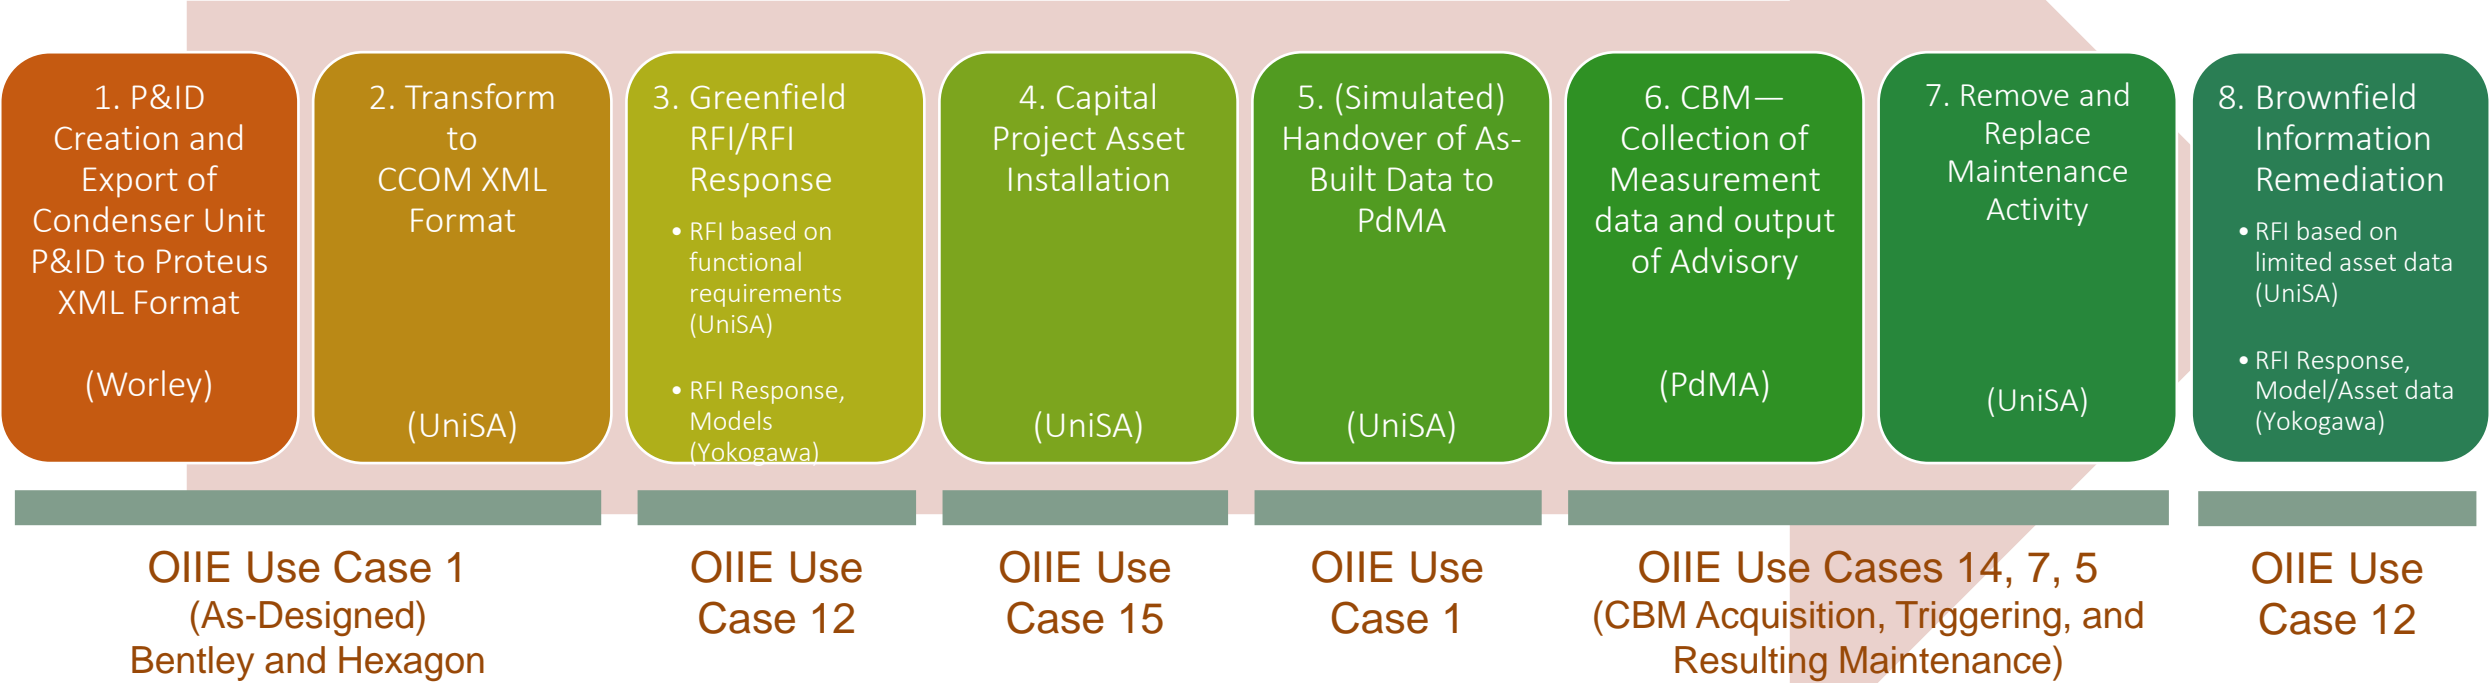 1. P&ID
Creation and
Export of
Condenser Unit
P&ID to Proteus
XML Format
(Worley)
2. Transform
to
CCOM XML
Format
(UniSA)
3. Greenfield
RFI/RFI
Response
• RFI based on
functional
requirements
(UniSA)
• RFI Response,
Models
(Yokogawa)
4. Capital
Project Asset
Installation
(UniSA)
5. (Simulated)
Handover of As-
Built Data to
PdMA
(UniSA)
6. CBM—
Collection of
Measurement
data and output
of Advisory
(PdMA)
7. Remove and
Replace
Maintenance
Activity
(UniSA)
8. Brownfield
Information
Remediation
• RFI based on
limited asset data
(UniSA)
• RFI Response,
Model/Asset data
(Yokogawa)
OIIE Use Case 1
(As-Designed)
Bentley and Hexagon
OIIE Use
Case 12
OIIE Use
Case 15
OIIE Use
Case 1
OIIE Use Cases 14, 7, 5
(CBM Acquisition, Triggering, and
Resulting Maintenance)
OIIE Use
Case 12